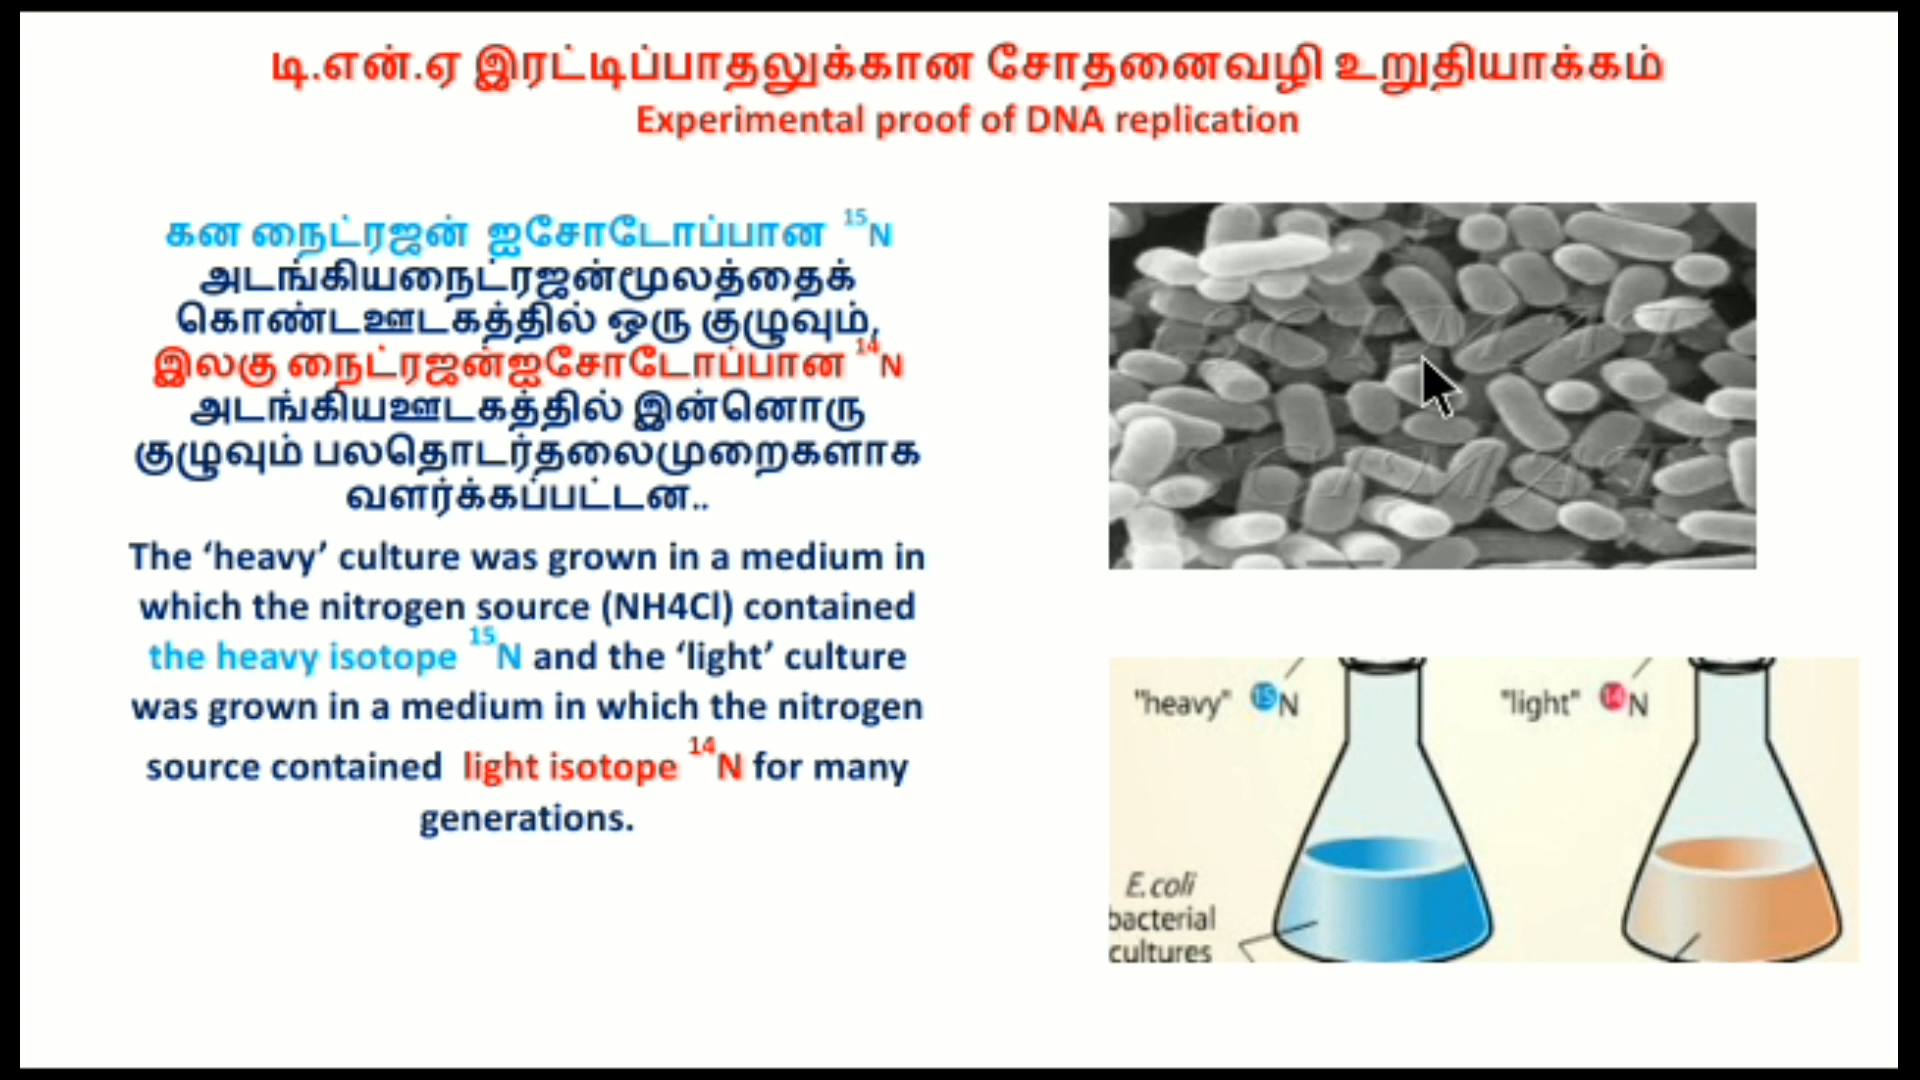 டி.என்.ஏ இரட்டிப்பாதலுக்கான சோதனைவழி உறுதியாக்கம்
Experimental proof of DNA replication
கன நைட்ரஜன் ஐசோடோப்பான ¹⁵N
அடங்கியநைட்ரஜன்மூலத்தைக்
கொண்டஊடகத்தில் ஒரு குழுவும்,
இலகு நைட்ரஜன்ஐசோடோப்பான ¹⁴N
அடங்கியஊடகத்தில் இன்னொரு
குழுவும் பலதொடர்தலைமுறைகளாக
வளர்க்கப்பட்டன..
The ‘heavy’ culture was grown in a medium in
which the nitrogen source (NH4Cl) contained
the heavy isotope ¹⁵N and the ‘light’ culture
was grown in a medium in which the nitrogen
source contained light isotope ¹⁴N for many
generations.
"heavy" ¹⁵N
"light" ¹⁴N
E. coli
bacterial
cultures